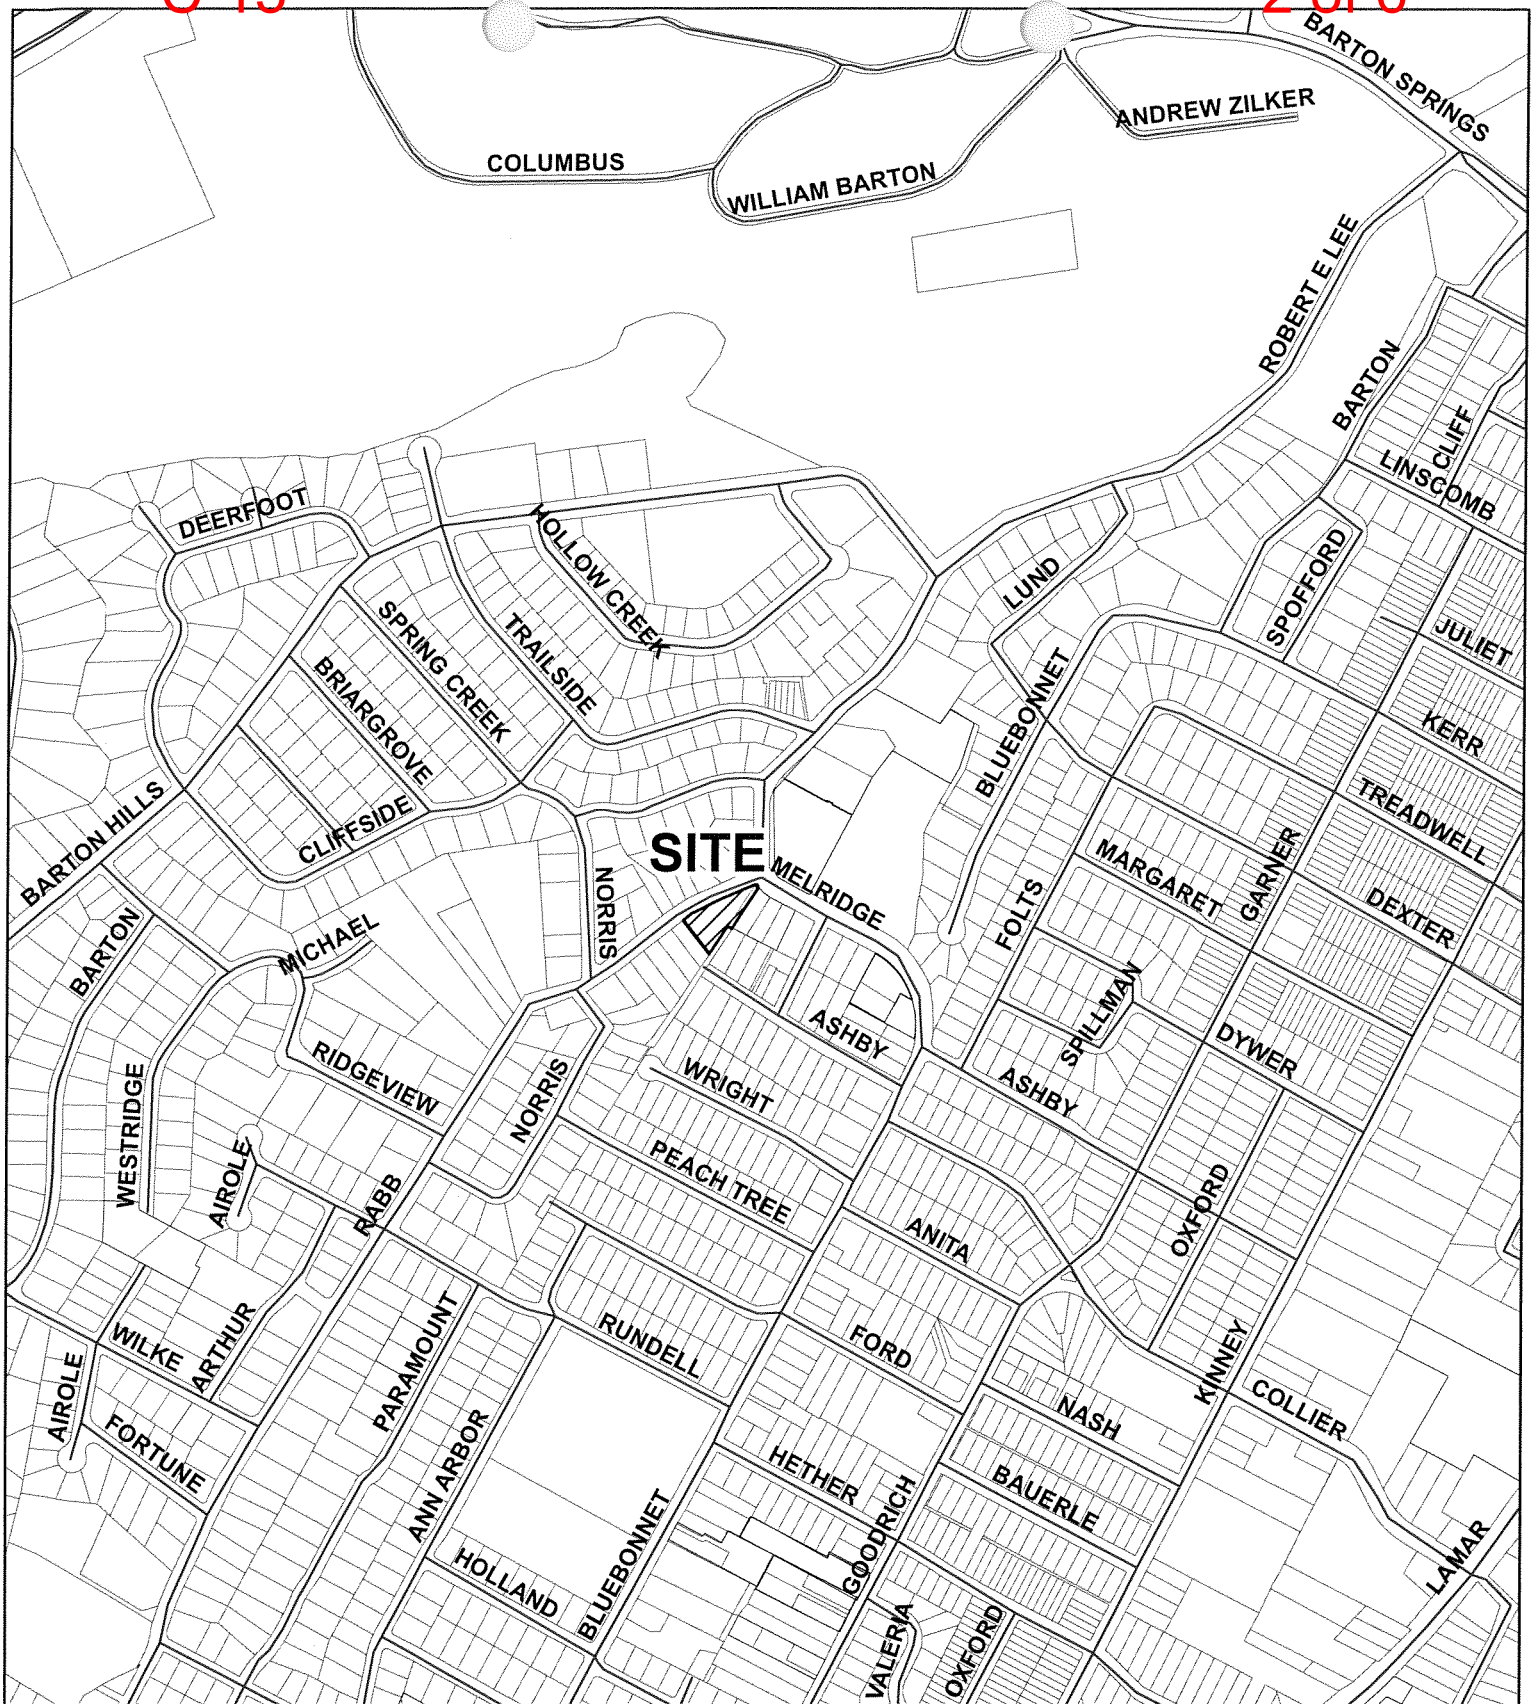 BARTON SPRINGS
ANDREW ZILKER
COLUMBUS
WILLIAM BARTON
ROBERT E LEE
BARTON
CLIFF
LINSCOMB
DEERFOOT
HOLLOW CREEK
LUND
SPOFFORD
SPRING CREEK
TRAILSIDE
JULIET
BRIARGROVE
BLUEBONNET
KERR
TREADWELL
BARTON HILLS
CLIFFSIDE
SITE
MELRIDGE
MARGARET
GARNER
DEXTER
NORRIS
FOLTS
BARTON
MICHAEL
SPILLMAN
ASHBY
DYWER
RIDGEVIEW
WRIGHT
ASHBY
NORRIS
WESTRIDGE
AIROLE
PEACH TREE
RABB
OXFORD
ANITA
WILKE
ARTHUR
PARAMOUNT
RUNDELL
FORD
AIROLE
KINNEY
COLLIER
NASH
FORTUNE
ANN ARBOR
HETHER
BAUERLE
GOODRICH
BLUEBONNET
HOLLAND
LAMAR
VALERIA
OXFORD